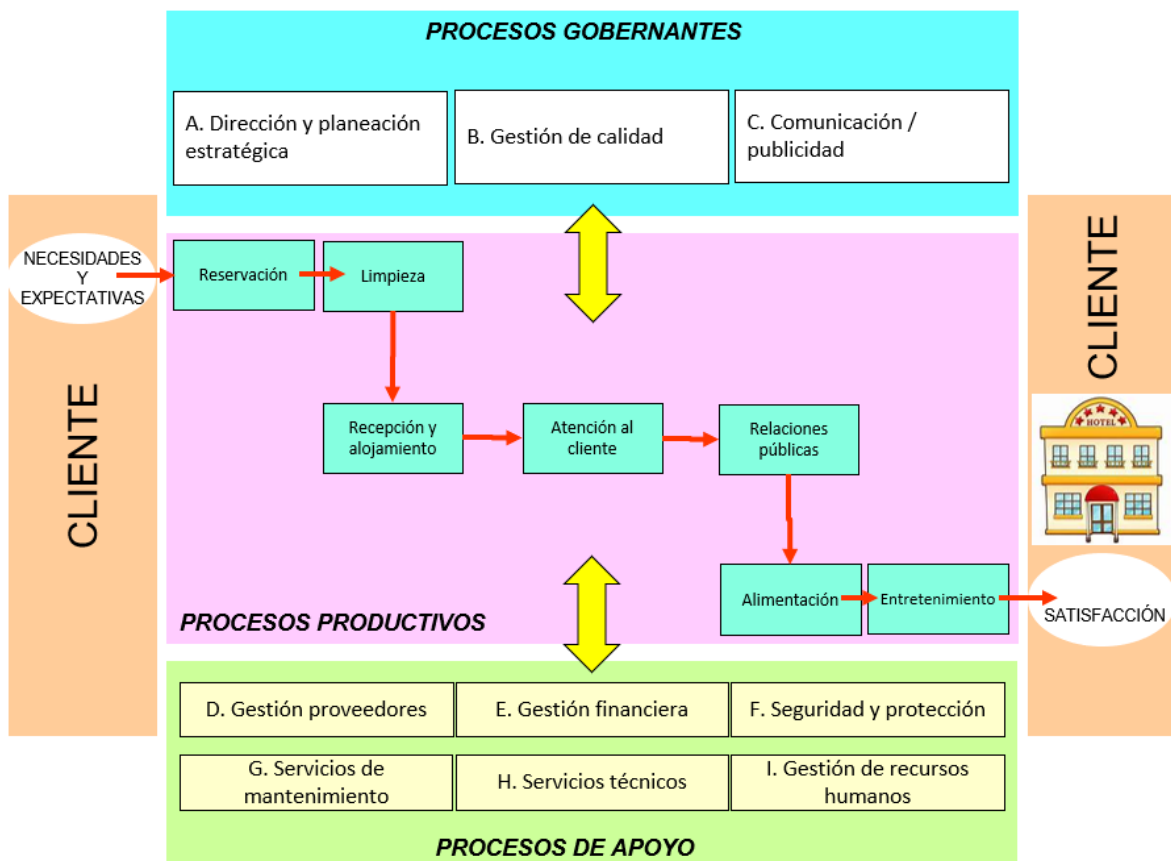 PROCESOS GOBERNANTES
A. Dirección y planeación
estratégica
B. Gestión de calidad
C. Comunicación /
publicidad
NECESIDADES
Y
EXPECTATIVAS
CLIENTE
Reservación
Limpieza
Recepción y
alojamiento
Atención al
cliente
Relaciones
públicas
Alimentación
Entretenimiento
PROCESOS PRODUCTIVOS
CLIENTE
HOTEL
SATISFACCIÓN
D. Gestión proveedores
E. Gestión financiera
F. Seguridad y protección
G. Servicios de
mantenimiento
H. Servicios técnicos
I. Gestión de recursos
humanos
PROCESOS DE APOYO